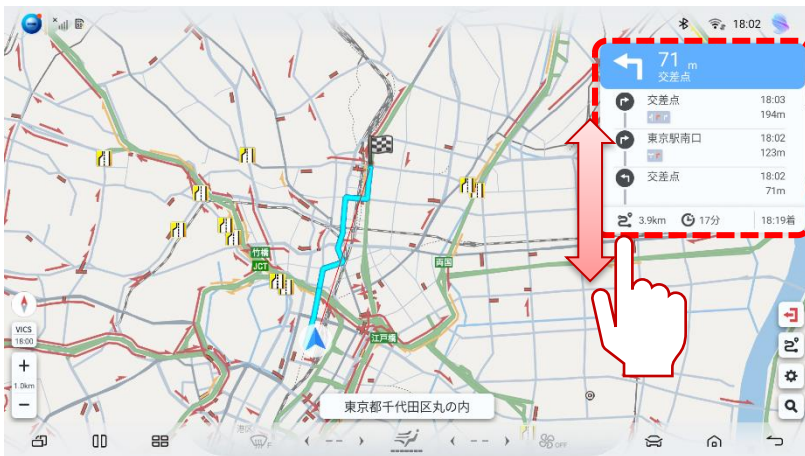 18:02
71 m
交差点
交差点 18:03
194m
東京駅南口 18:02
123m
交差点 18:02
71m
3.9km 17分 18:19着
竹橋
JCT
両国
江戸橋
VICS
18:00
+
1.0km
−
東京都千代田区丸の内
港区
F
--
--
OFF